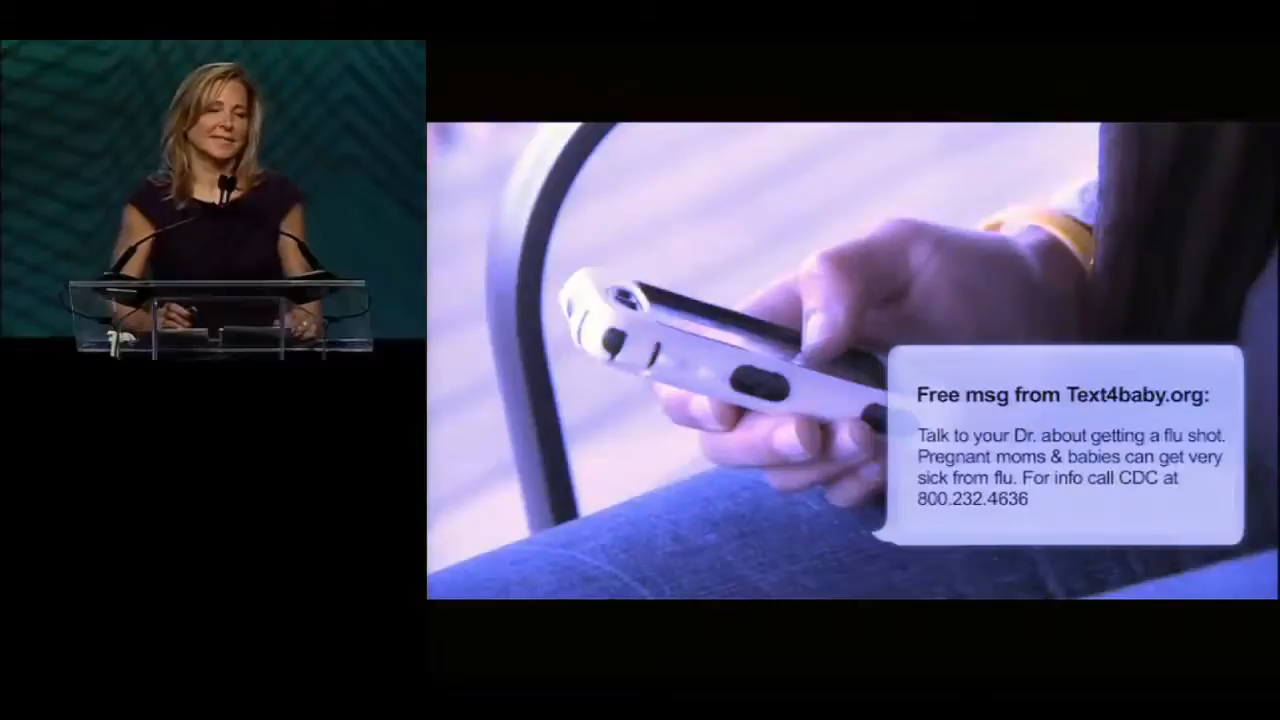 Free msg from Text4baby.org:
Talk to your Dr. about getting a flu shot.
Pregnant moms & babies can get very
sick from flu. For info call CDC at
800.232.4636